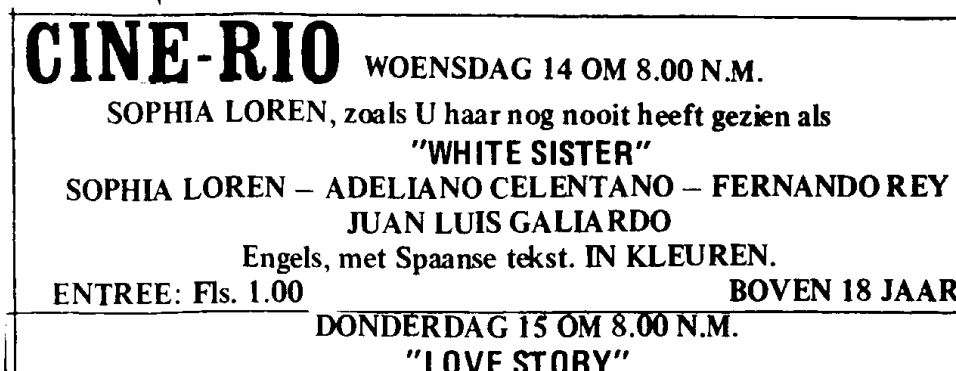 CINE-RIO WOENSDAG 14 OM 8.00 N.M.
SOPHIA LOREN, zoals U haar nog nooit heeft gezien als
"WHITE SISTER"
SOPHIA LOREN – ADELIANO CELENTANO – FERNANDO REY
JUAN LUIS GALIARDO
Engels, met Spaanse tekst. IN KLEUREN.
ENTREE: Fls. 1.00 BOVEN 18 JAAR
DONDERDAG 15 OM 8.00 N.M.
"LOVE STORY"